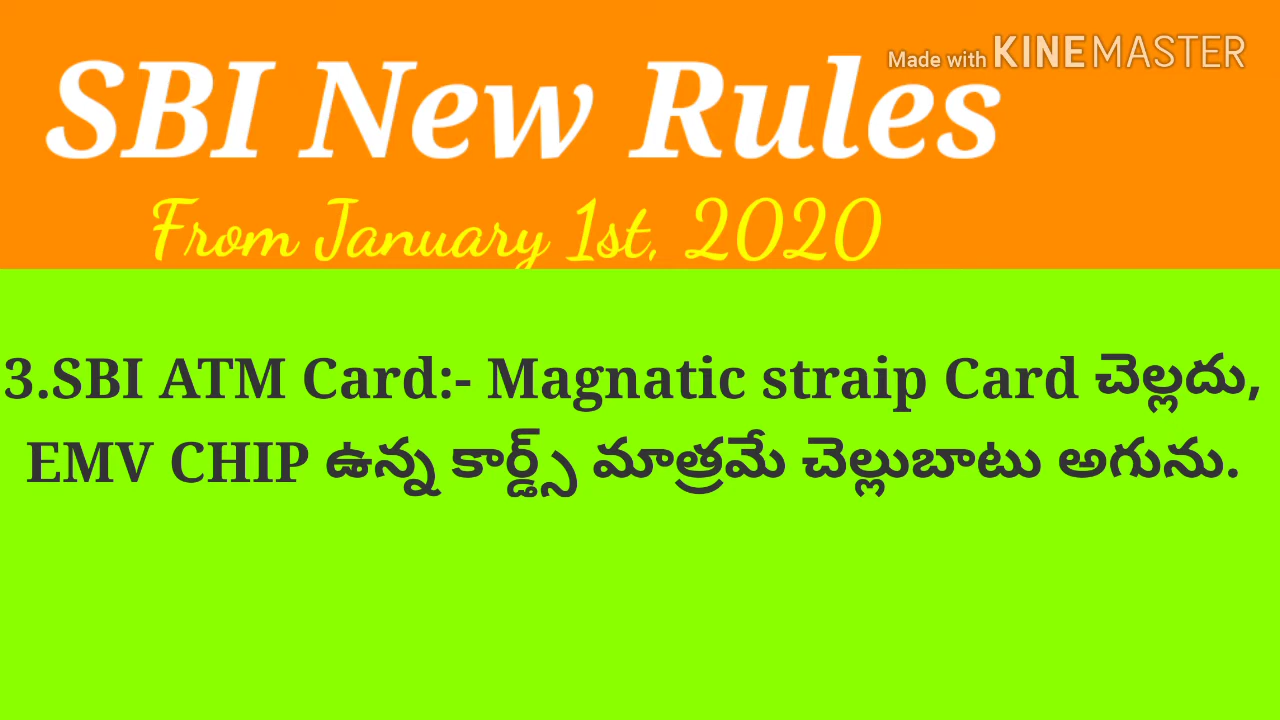 Made with KINEMASTER
SBI New Rules
From January 1st, 2020
3.SBI ATM Card:- Magnatic straip Card చెల్లదు,
EMV CHIP ఉన్న కార్డ్స్ మాత్రమే చెల్లుబాటు అగును.